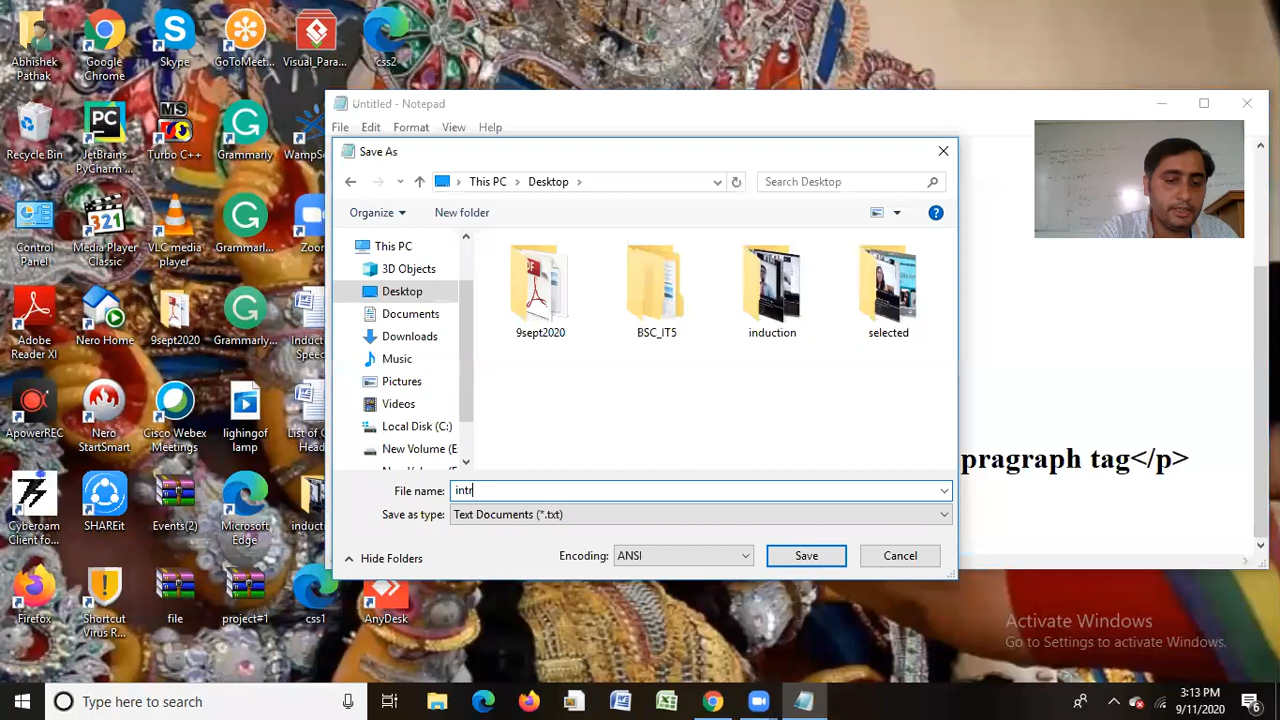 Abhishek Pathak
Google Chrome
Skype
GoToMeet...
Visual_Para...
css2
Recycle Bin
JetBrains PyCharm ...
Turbo C++
Grammarly
WampSe
Control Panel
Media Player Classic
VLC media player
Grammarl...
Zoo
Adobe Reader XI
Nero Home
9sept2020
Grammarly...
Induct
Speec
ApowerREC
Nero StartSmart
Cisco Webex Meetings
lighingof lamp
List of C
Head
Cyberoam Client fo...
SHAREit
Events(2)
Microsoft Edge
inducti
Firefox
Shortcut Virus R...
file
project#1
css1
AnyDesk
Untitled - Notepad
File Edit Format View Help
Save As
This PC › Desktop ›
Search Desktop
Organize
New folder
This PC
3D Objects
Desktop
Documents
Downloads
Music
Pictures
Videos
Local Disk (C:)
New Volume (E
9sept2020
BSC_IT5
induction
selected
File name: intr
Save as type: Text Documents (*.txt)
Hide Folders
Encoding: ANSI
Save
Cancel
pragraph tag</p>
Activate Windows
Go to Settings to activate Windows.
Type here to search
3:13 PM
9/11/2020
6